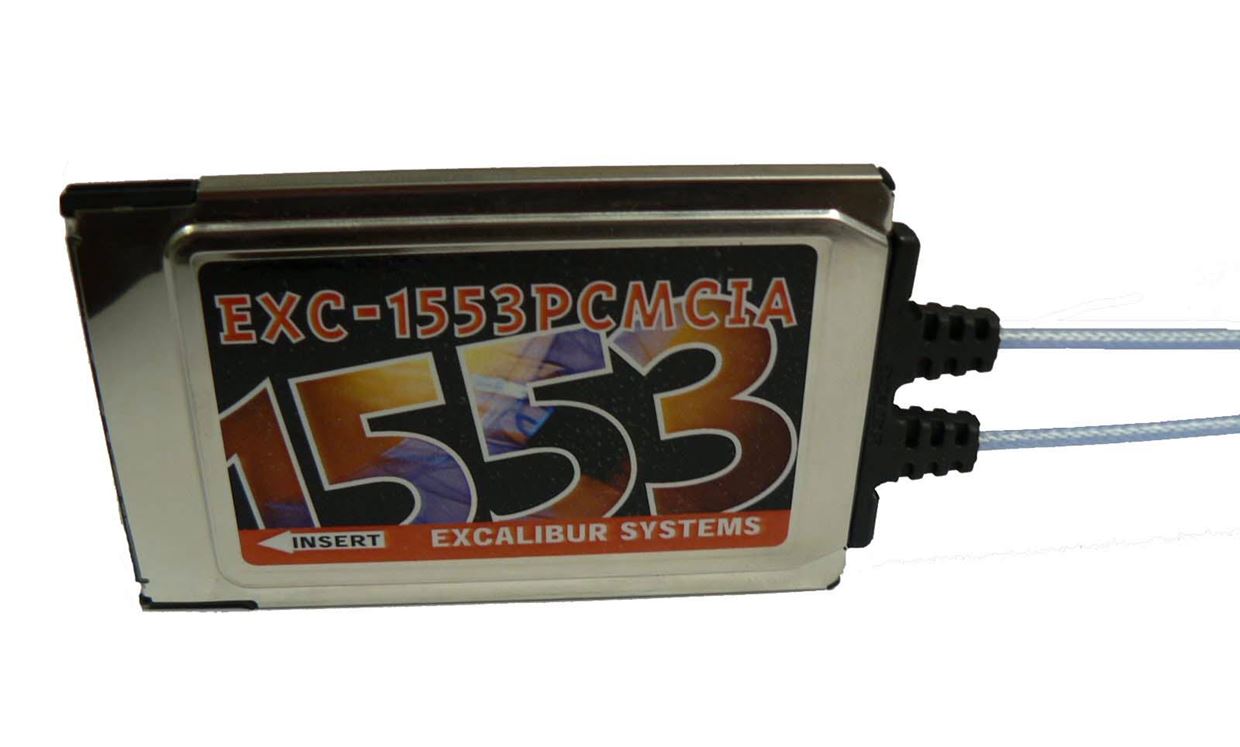 EXC-1553PCMCIA
1553
INSERT
EXCALIBUR SYSTEMS